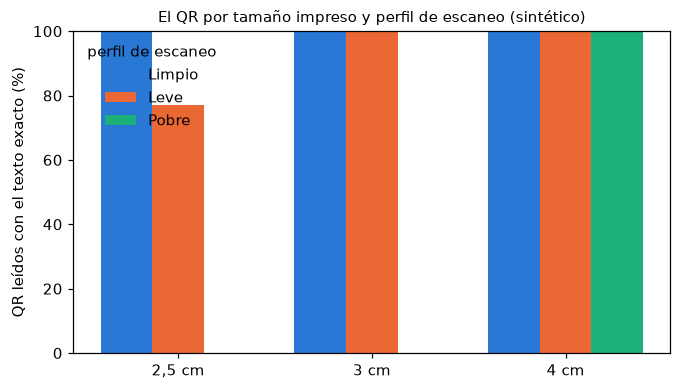 El QR por tamaño impreso y perfil de escaneo (sintético)
QR leídos con el texto exacto (%)
100
80
60
40
20
0
perfil de escaneo
Limpio
Leve
Pobre
2,5 cm
3 cm
4 cm